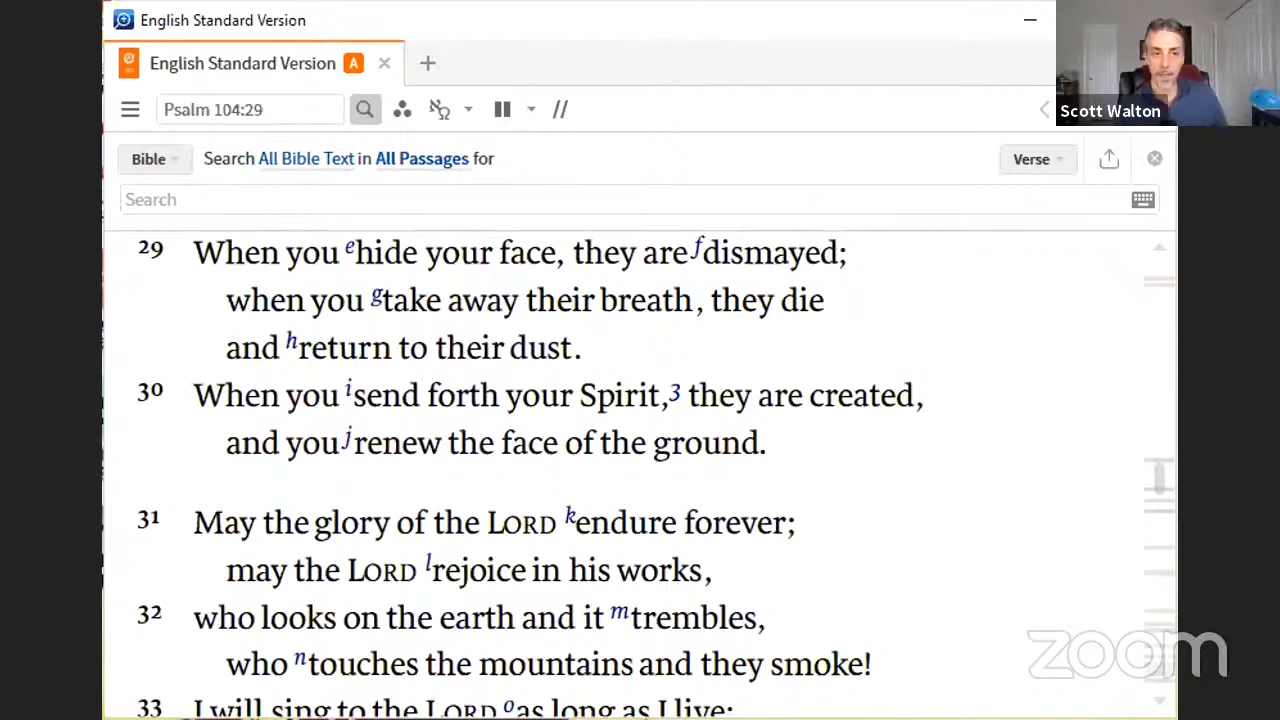 English Standard Version
English Standard Version A
Psalm 104:29
Scott Walton
Bible Search All Bible Text in All Passages for Verse
Search
29 When you e hide your face, they are f dismayed;
when you g take away their breath, they die
and h return to their dust.
30 When you i send forth your Spirit,3 they are created,
and you j renew the face of the ground.
31 May the glory of the LORD k endure forever;
may the LORD l rejoice in his works,
32 who looks on the earth and it m trembles,
who n touches the mountains and they smoke!
zoom
33 I will sing to the LORD o as long as I live;